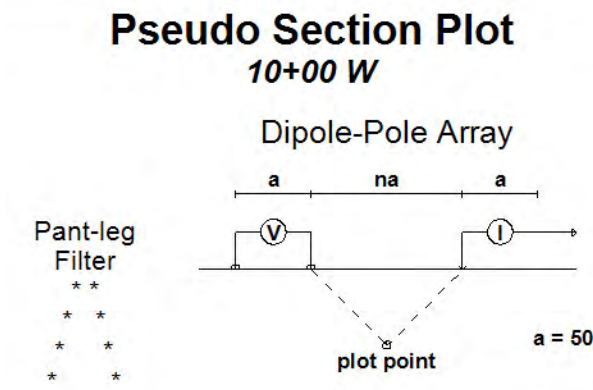 Pseudo Section Plot
10+00 W
Dipole-Pole Array
a na a
V I
Pant-leg
Filter
* *
* *
* *
* *
a = 50
plot point